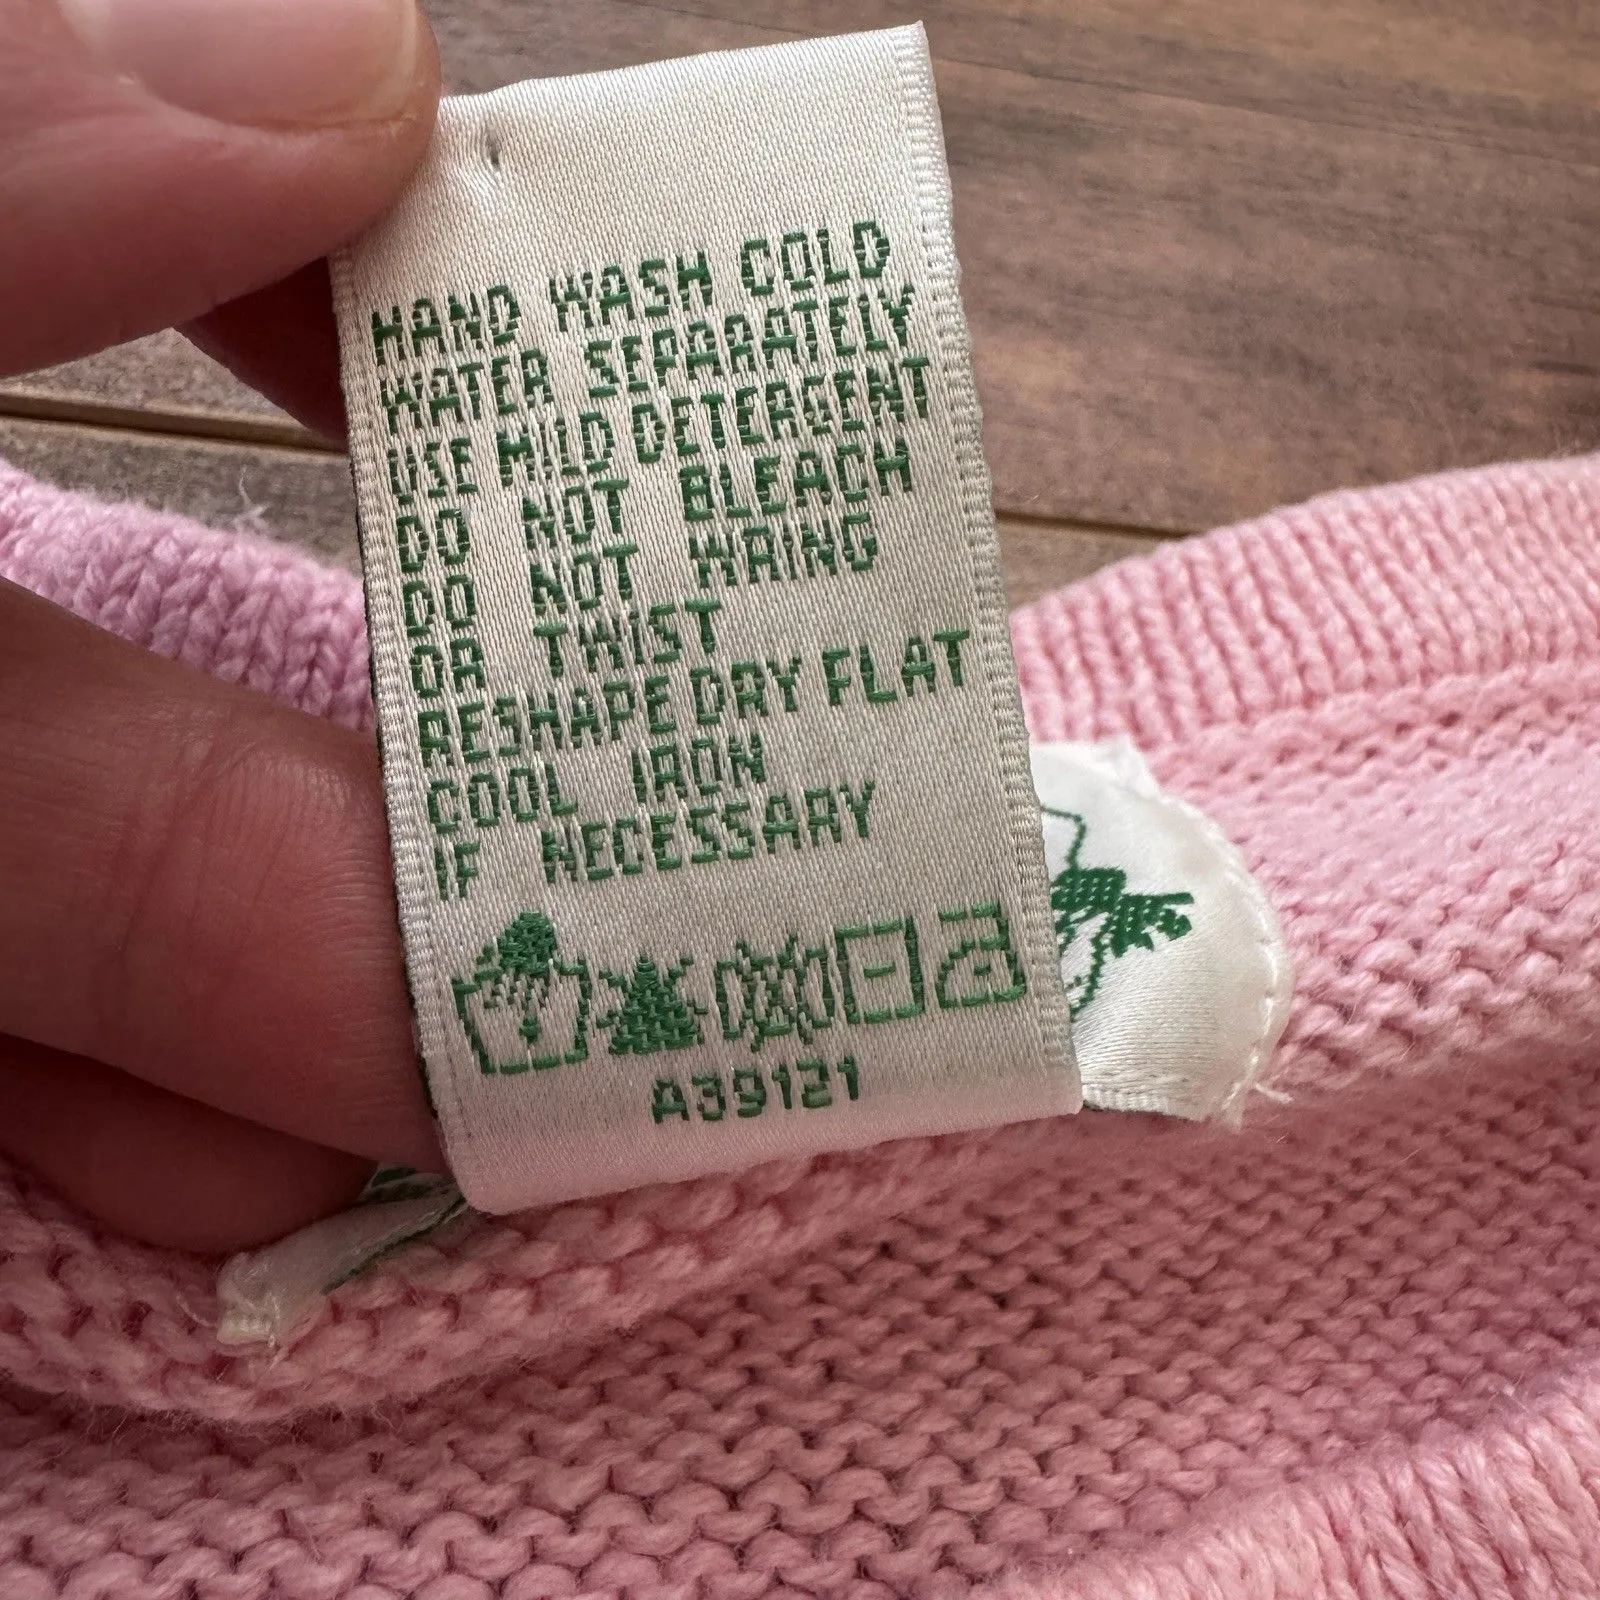 HAND WASH COLD
WATER SEPARATELY
USE MILD DETERGENT
DO NOT BLEACH
DO NOT WRING
OR TWIST
RESHAPE DRY FLAT
COOL IRON
IF NECESSARY
A39121